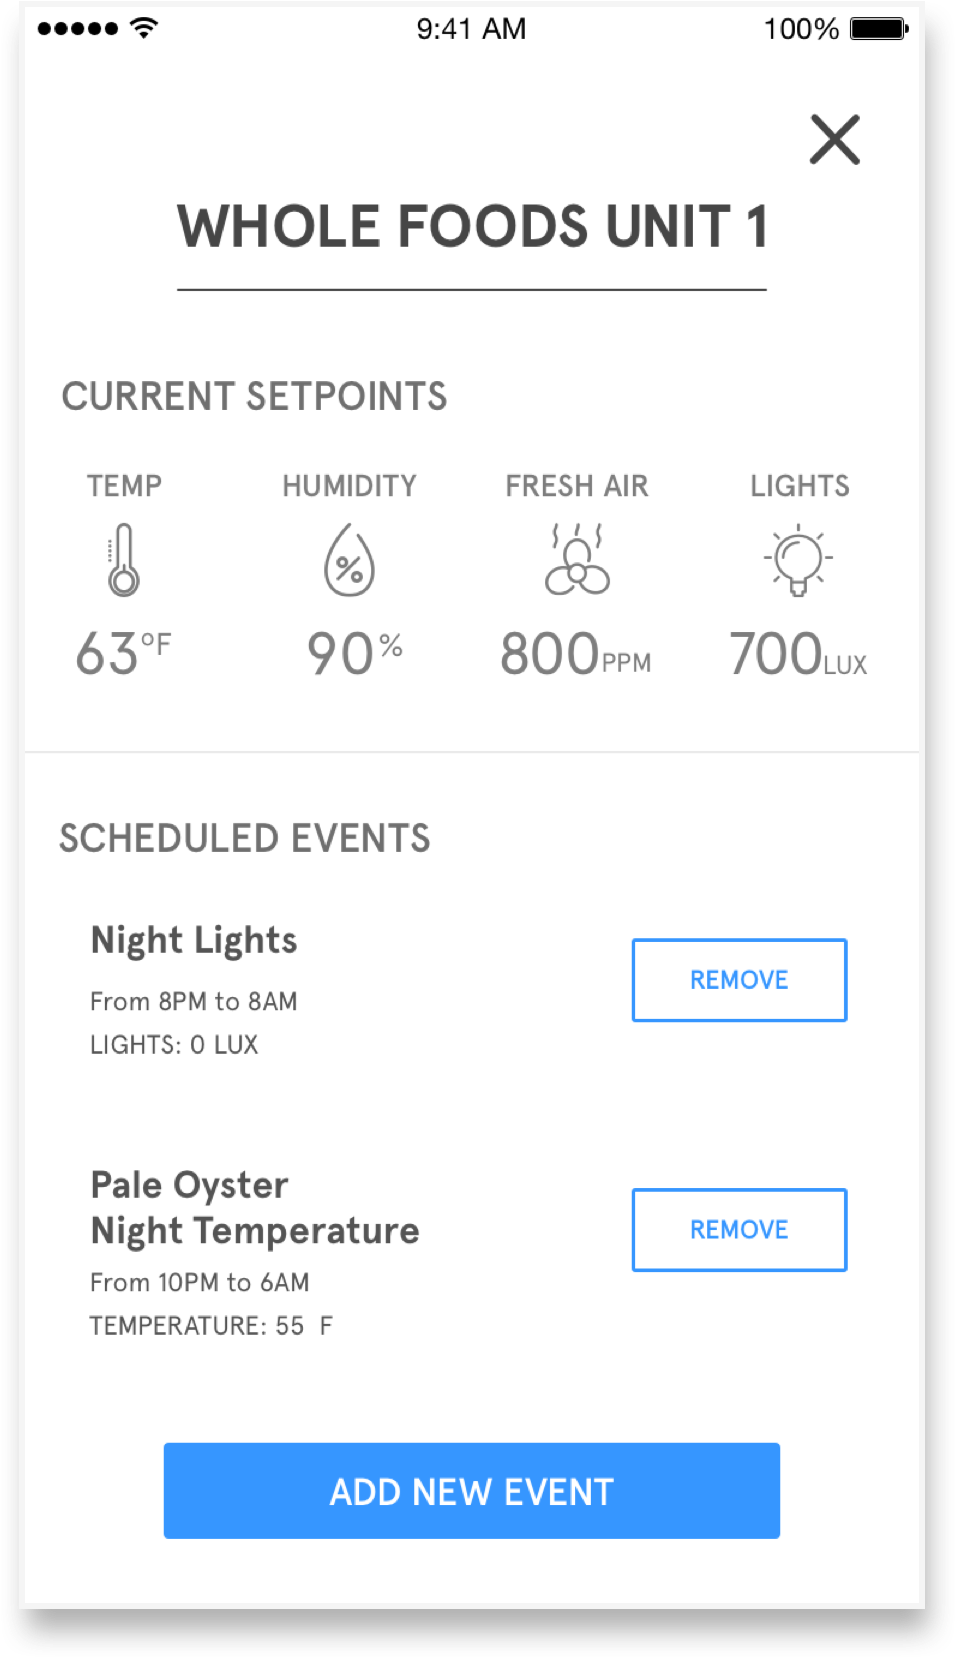 9:41 AM 100%
WHOLE FOODS UNIT 1
CURRENT SETPOINTS
TEMP HUMIDITY FRESH AIR LIGHTS
%
63°F 90% 800PPM 700LUX
SCHEDULED EVENTS
Night Lights
REMOVE
From 8PM to 8AM
LIGHTS: 0 LUX
Pale Oyster
Night Temperature
REMOVE
From 10PM to 6AM
TEMPERATURE: 55 F
ADD NEW EVENT